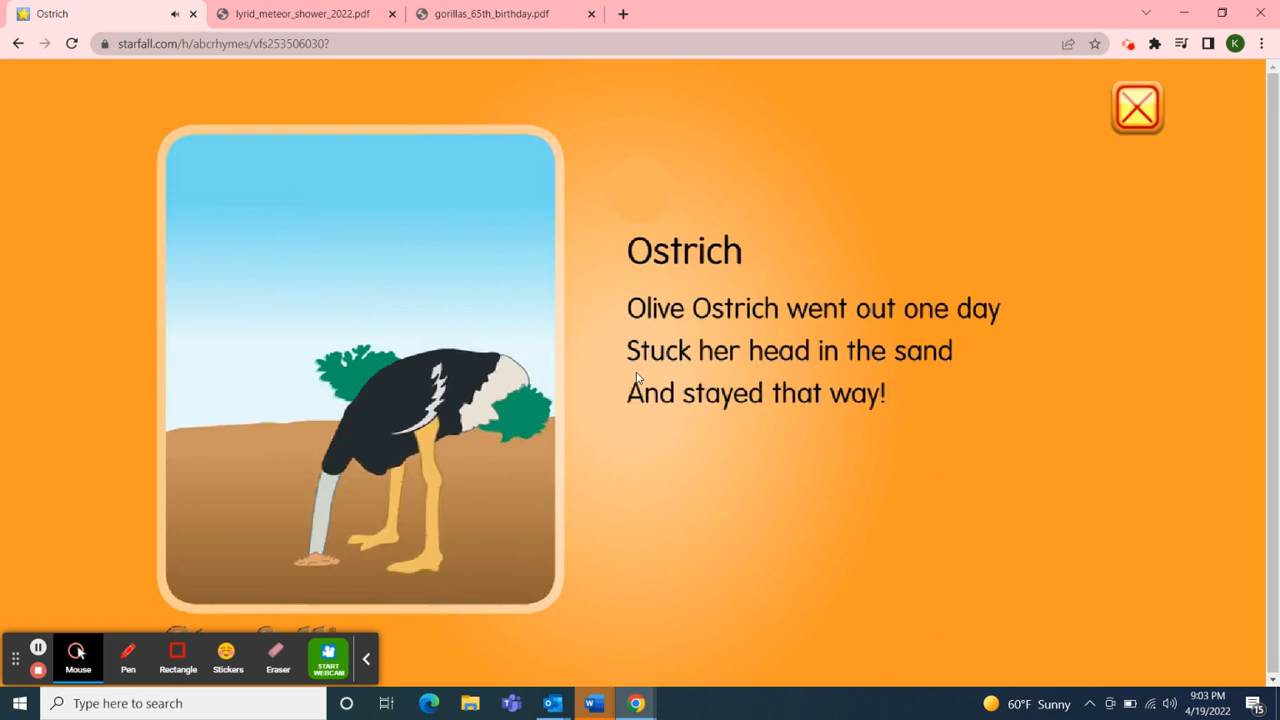 Ostrich
lyrid_meteor_shower_2022.pdf
gorillas_65th_birthday.pdf
starfall.com/h/abcrhymes/vfs253506030?
K
Ostrich
Olive Ostrich went out one day
Stuck her head in the sand
And stayed that way!
Mouse
Pen
Rectangle
Stickers
Eraser
START
WEBCAM
Type here to search
60°F Sunny
9:03 PM
4/19/2022
15